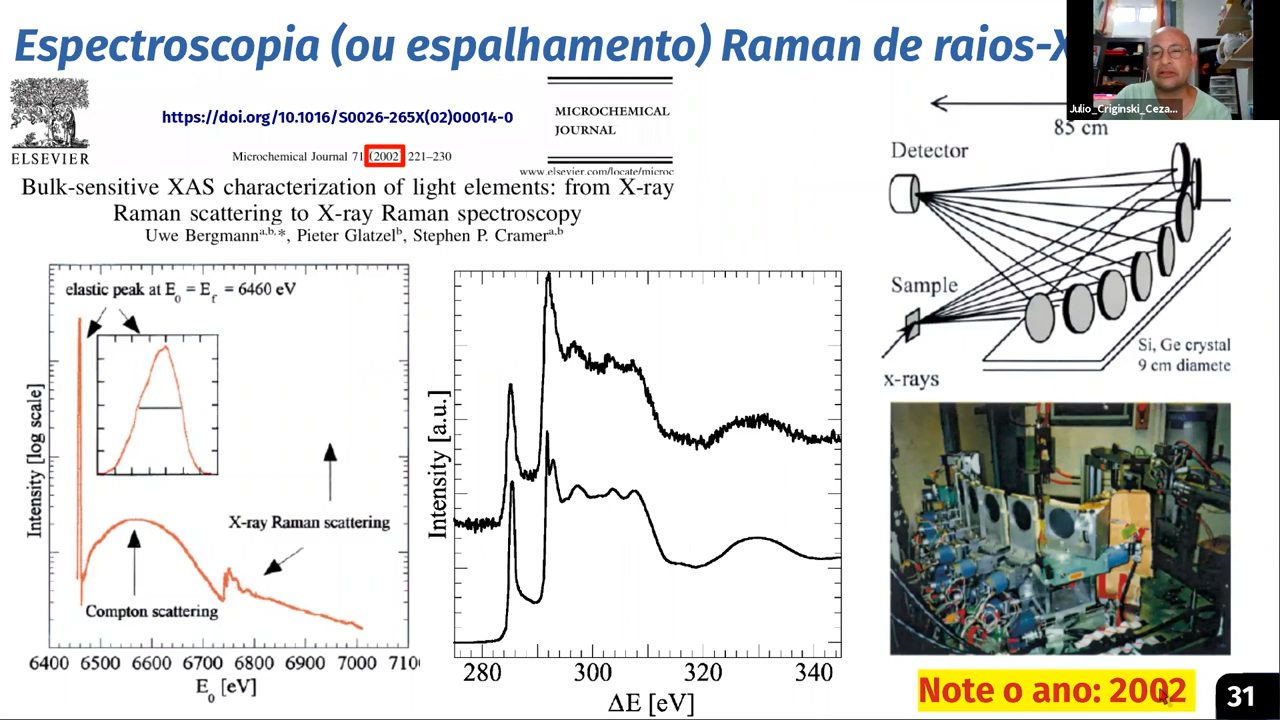 Espectroscopia (ou espalhamento) Raman de raios-X
Julio_Criginski_Ceza...
ELSEVIER
https://doi.org/10.1016/S0026-265X(02)00014-0
MICROCHEMICAL
JOURNAL
Microchemical Journal 71 (2002) 221–230
www.elsevier.com/locate/microc
Bulk-sensitive XAS characterization of light elements: from X-ray
Raman scattering to X-ray Raman spectroscopy
Uwe Bergmann a,b,*, Pieter Glatzel b, Stephen P. Cramer a,b
elastic peak at E₀ = E_f = 6460 eV
Intensity [log scale]
X-ray Raman scattering
Compton scattering
6400 6500 6600 6700 6800 6900 7000 710
E₀ [eV]
Intensity [a.u.]
280 300 320 340
ΔE [eV]
85 cm
Detector
Sample
Si, Ge crystal
9 cm diamete
x-rays
Note o ano: 2002
31